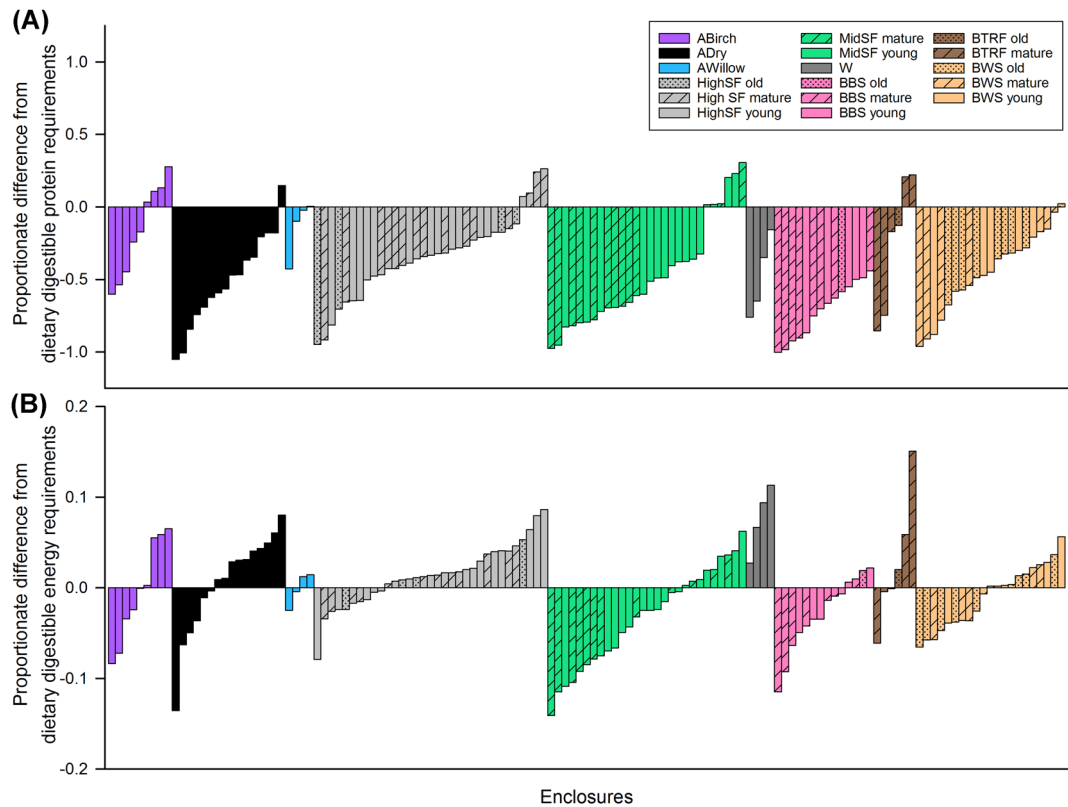 (A)
Proportionate difference from
dietary digestible protein requirements
1.0
0.5
0.0
-0.5
-1.0
ABirch
ADry
AWillow
HighSF old
High SF mature
HighSF young
MidSF mature
MidSF young
W
BBS old
BBS mature
BBS young
BTRF old
BTRF mature
BWS old
BWS mature
BWS young
(B)
Proportionate difference from
dietary digestible energy requirements
0.2
0.1
0.0
-0.1
-0.2
Enclosures